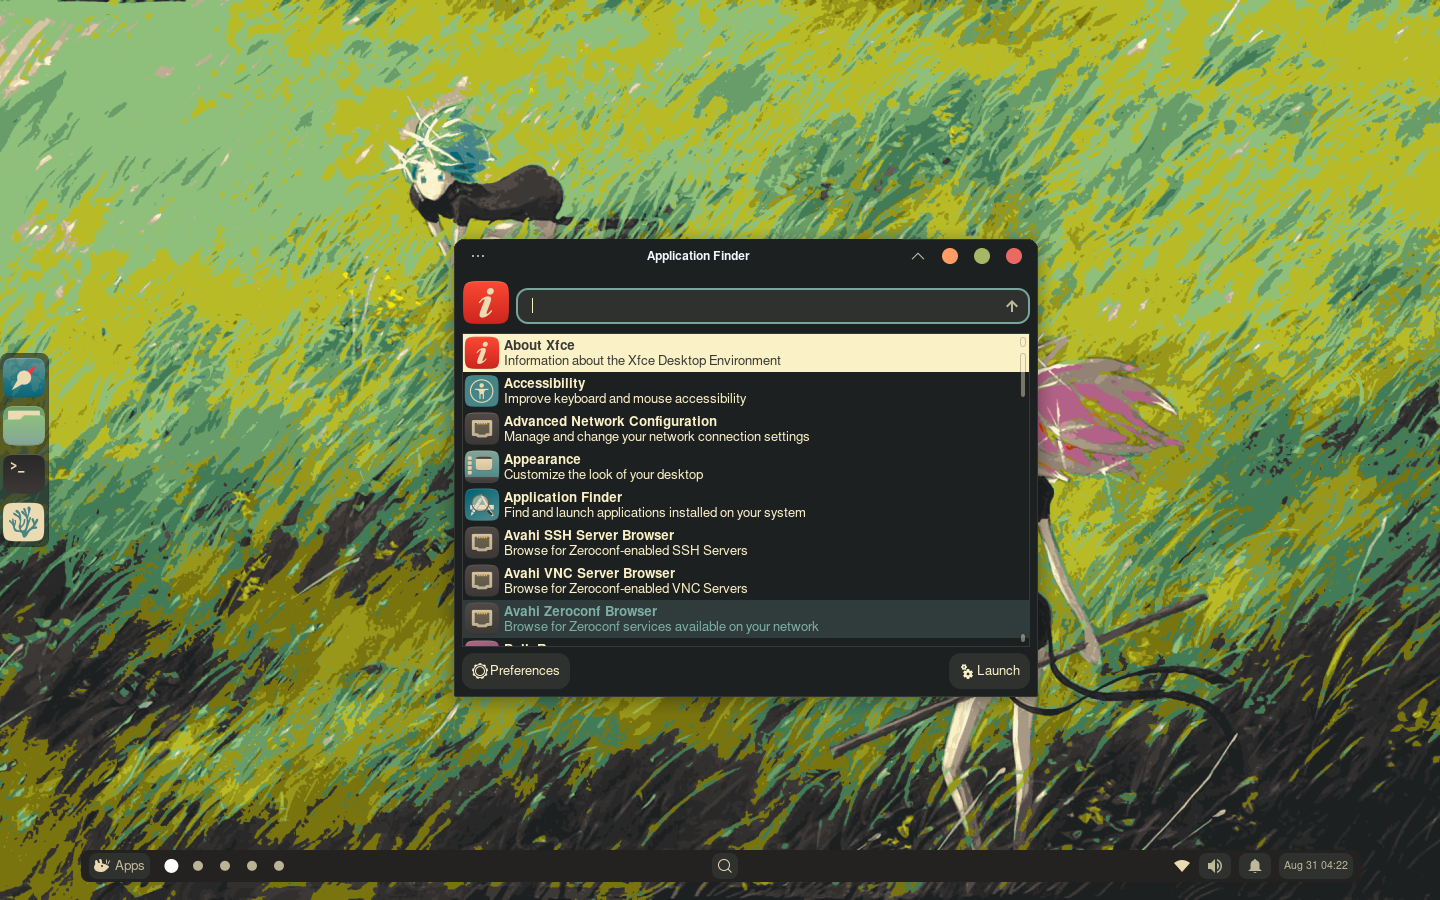 Application Finder
About Xfce
Information about the Xfce Desktop Environment
Accessibility
Improve keyboard and mouse accessibility
Advanced Network Configuration
Manage and change your network connection settings
Appearance
Customize the look of your desktop
Application Finder
Find and launch applications installed on your system
Avahi SSH Server Browser
Browse for Zeroconf-enabled SSH Servers
Avahi VNC Server Browser
Browse for Zeroconf-enabled VNC Servers
Avahi Zeroconf Browser
Browse for Zeroconf services available on your network
Preferences
Launch
>_
Apps
Aug 31 04:22